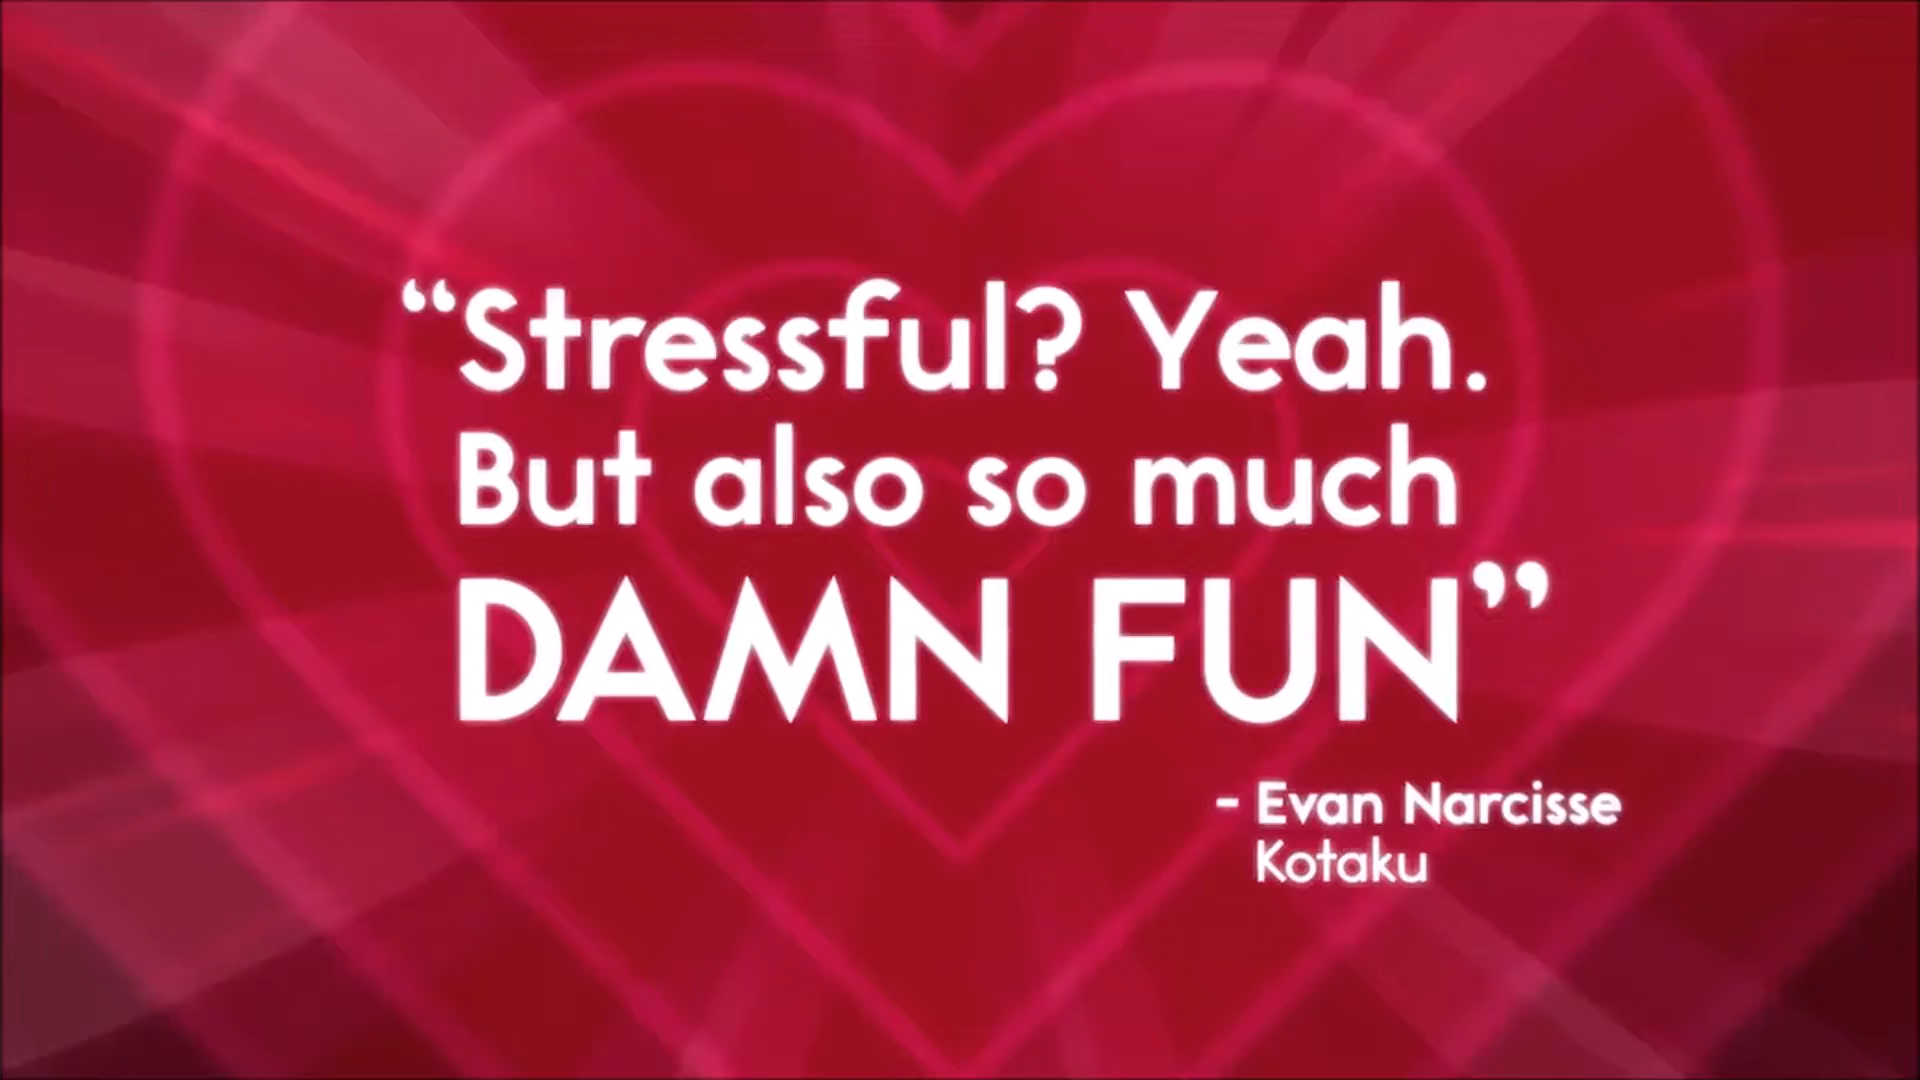 “Stressful? Yeah.
But also so much
DAMN FUN”
- Evan Narcisse
Kotaku